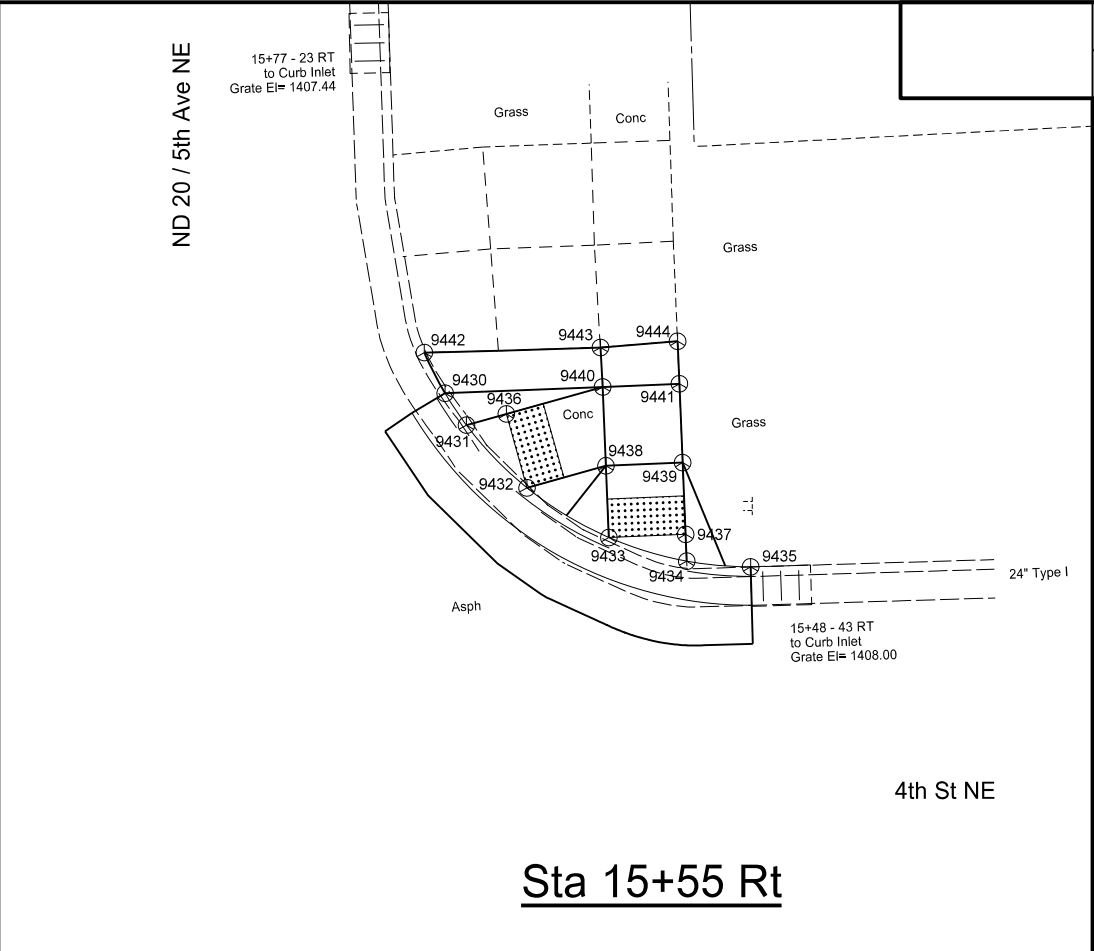 ND 20 / 5th Ave NE
15+77 - 23 RT
to Curb Inlet
Grate El= 1407.44
Grass
Conc
Grass
9442
9443
9444
9430
9440
9441
9436
Conc
Grass
9431
9438
9432
9439
9433
9437
9434
9435
24" Type I
Asph
15+48 - 43 RT
to Curb Inlet
Grate El= 1408.00
4th St NE
Sta 15+55 Rt